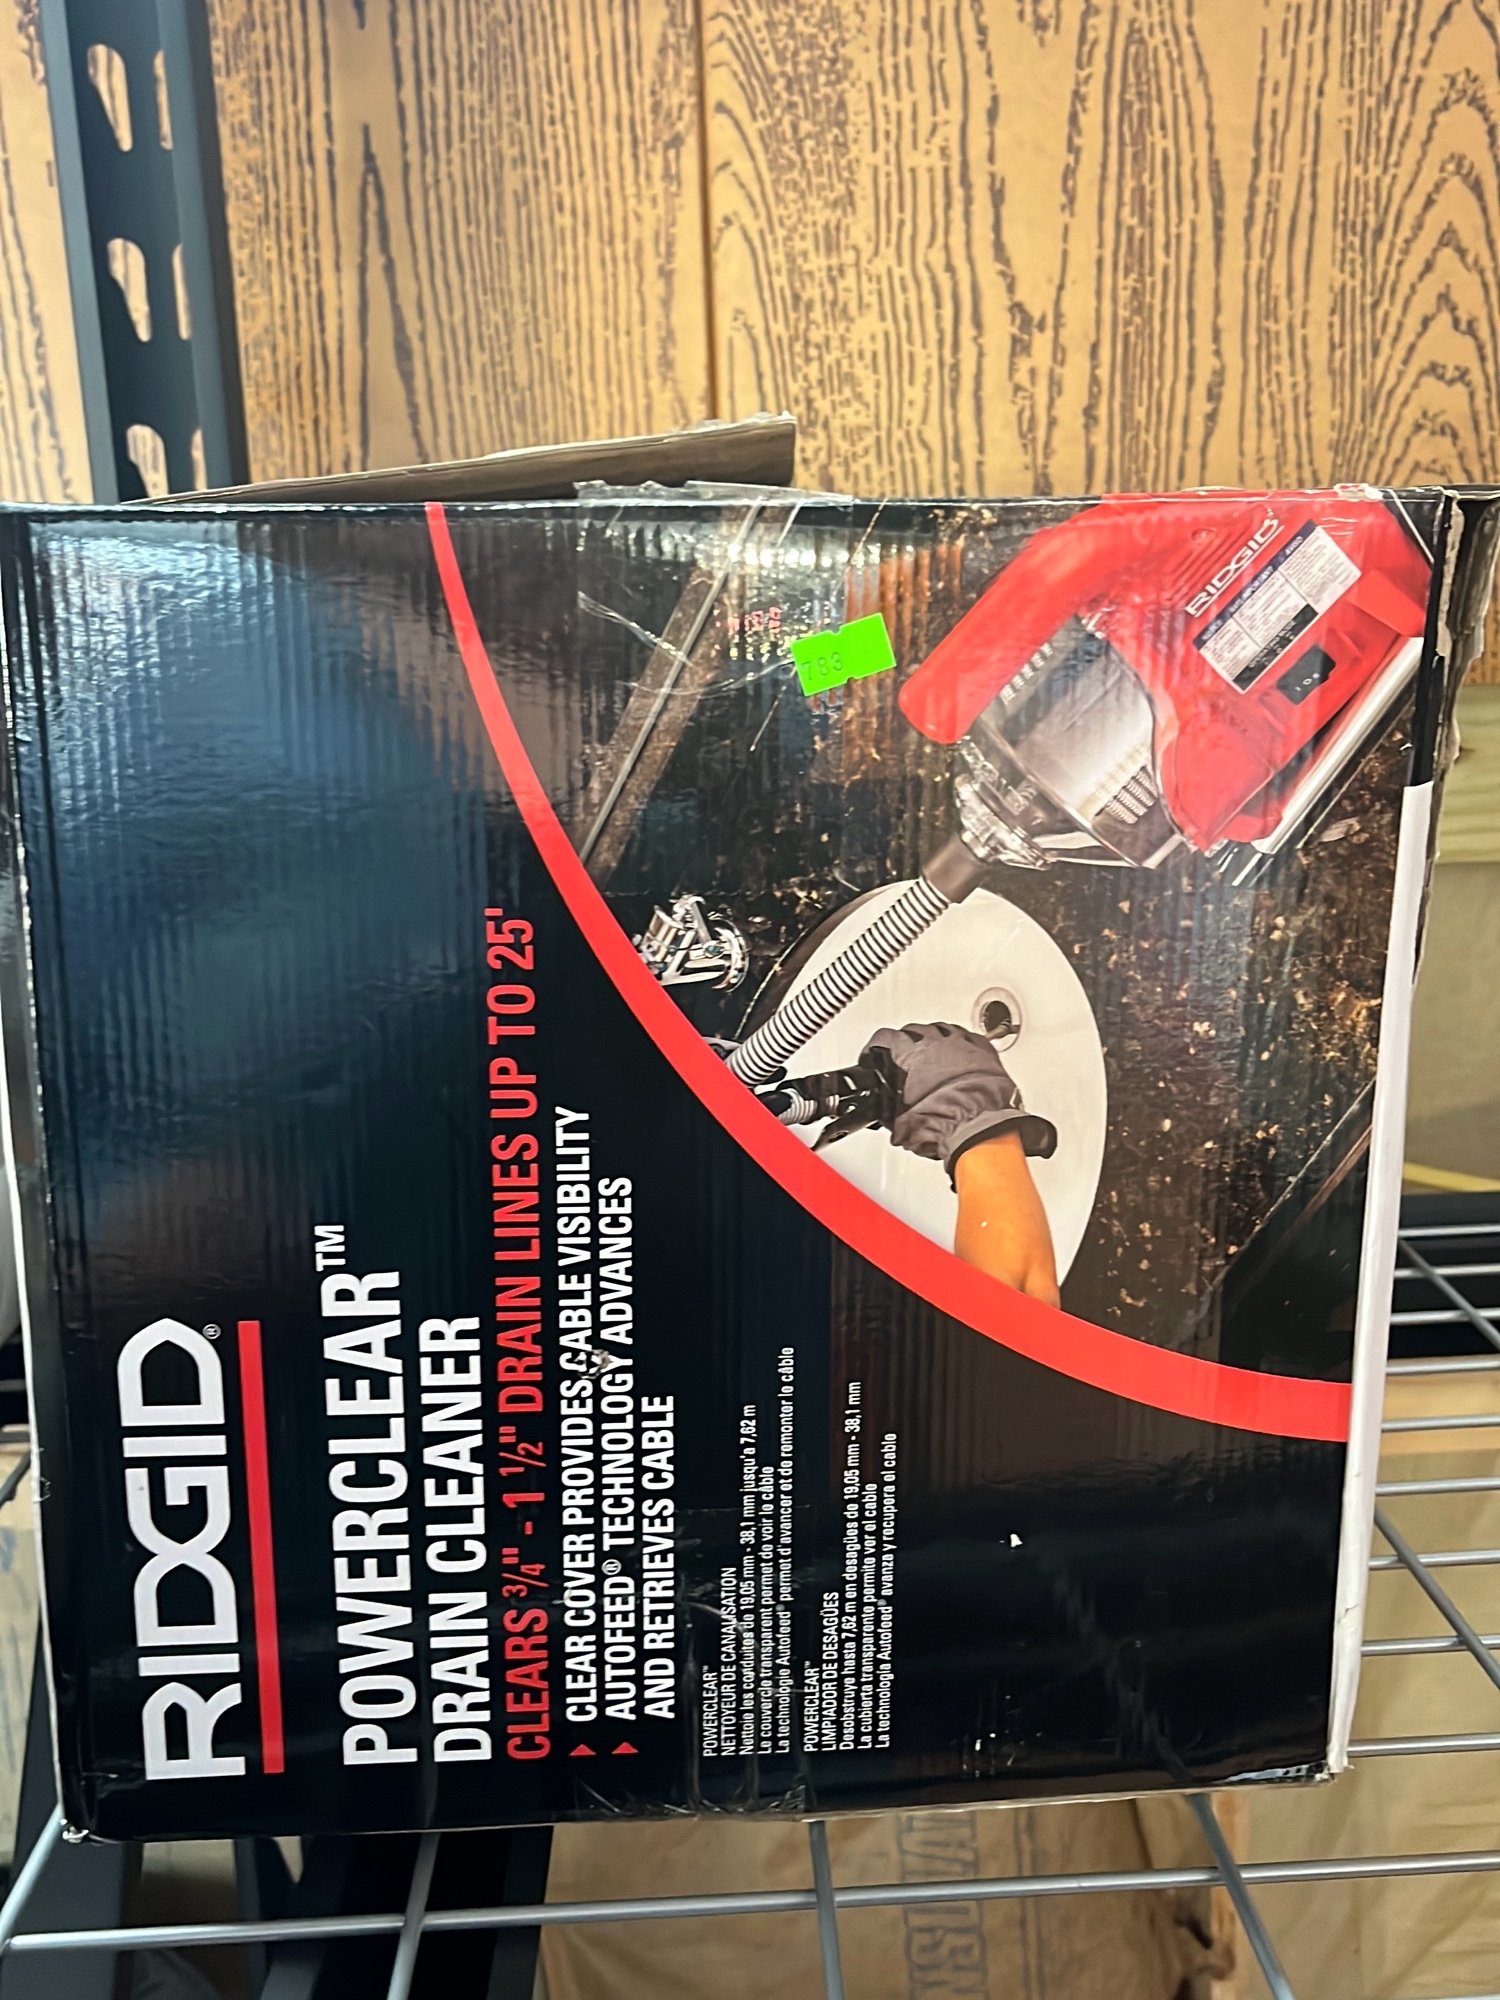 RIDGID®
POWERCLEAR™
DRAIN CLEANER
CLEARS 3/4" - 1 1/2" DRAIN LINES UP TO 25'
CLEAR COVER PROVIDES CABLE VISIBILITY
AUTOFEED® TECHNOLOGY ADVANCES
AND RETRIEVES CABLE
POWERCLEAR™
NETTOYEUR DE CANALISATION
Nettoie les conduites de 19,05 mm - 38,1 mm jusqu'a 7,62 m
Le couvercle transparent permet de voir le câble
La technologie Autofeed® permet d'avancer et de remonter le câble
POWERCLEAR™
LIMPIADOR DE DESAGÜES
Desobstruye hasta 7,62 m en desagües de 19,05 mm - 38,1 mm
La cubierta transparente permite ver el cable
La technologia Autofeed® avanza y recupera el cable
783
RIDGID